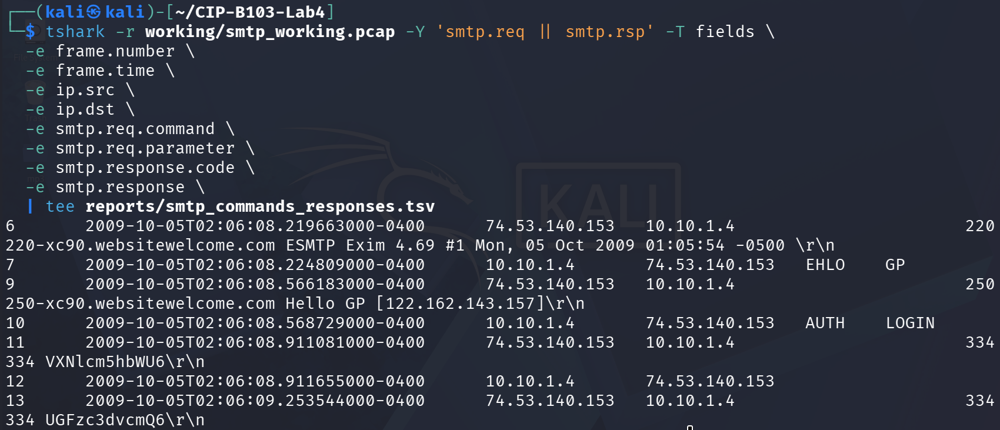 ┌──(kali㉿kali)-[~/CIP-B103-Lab4]
└─$ tshark -r working/smtp_working.pcap -Y 'smtp.req || smtp.rsp' -T fields \
-e frame.number \
-e frame.time \
-e ip.src \
-e ip.dst \
-e smtp.req.command \
-e smtp.req.parameter \
-e smtp.response.code \
-e smtp.response \
| tee reports/smtp_commands_responses.tsv
6 2009-10-05T02:06:08.219663000-0400 74.53.140.153 10.10.1.4 220
220-xc90.websitewelcome.com ESMTP Exim 4.69 #1 Mon, 05 Oct 2009 01:05:54 -0500 \r\n
7 2009-10-05T02:06:08.224809000-0400 10.10.1.4 74.53.140.153 EHLO GP
9 2009-10-05T02:06:08.566183000-0400 74.53.140.153 10.10.1.4 250
250-xc90.websitewelcome.com Hello GP [122.162.143.157]\r\n
10 2009-10-05T02:06:08.568729000-0400 10.10.1.4 74.53.140.153 AUTH LOGIN
11 2009-10-05T02:06:08.911081000-0400 74.53.140.153 10.10.1.4 334
334 VXNlcm5hbWU6\r\n
12 2009-10-05T02:06:08.911655000-0400 10.10.1.4 74.53.140.153
13 2009-10-05T02:06:09.253544000-0400 74.53.140.153 10.10.1.4 334
334 UGFzc3dvcmQ6\r\n
File System
Trash
mp3
KALI